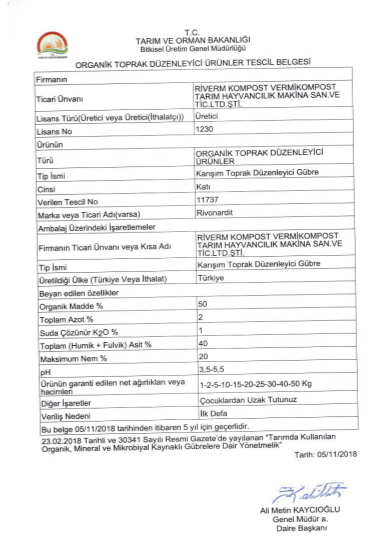 T.C.
TARIM VE ORMAN BAKANLIĞI
Bitkisel Üretim Genel Müdürlüğü
ORGANİK TOPRAK DÜZENLEYİCİ ÜRÜNLER TESCİL BELGESİ
Firmanın
Ticari Ünvanı RİVERM KOMPOST VERMİKOMPOST
TARIM HAYVANCILIK MAKİNA SAN.VE
TİC.LTD.ŞTİ.
Lisans Türü(Üretici veya Üretici(İthalatçı)) Üretici
Lisans No 1230
Ürünün
Türü ORGANİK TOPRAK DÜZENLEYİCİ
ÜRÜNLER
Tip İsmi Karışım Toprak Düzenleyici Gübre
Cinsi Katı
Verilen Tescil No 11737
Marka veya Ticari Adı(varsa) Rivonardit
Ambalaj Üzerindeki İşaretlemeler
Firmanın Ticari Ünvanı veya Kısa Adı RİVERM KOMPOST VERMİKOMPOST
TARIM HAYVANCILIK MAKİNA SAN.VE
TİC.LTD.ŞTİ.
Tip İsmi Karışım Toprak Düzenleyici Gübre
Üretildiği Ülke (Türkiye Veya İthalat) Türkiye
Beyan edilen özellikler
Organik Madde % 50
Toplam Azot % 2
Suda Çözünür K2O % 1
Toplam (Humik + Fulvik) Asit % 40
Maksimum Nem % 20
pH 3,5-5,5
Ürünün garanti edilen net ağırlıkları veya
hacimleri 1-2-5-10-15-20-25-30-40-50 Kg
Diğer İşaretler Çocuklardan Uzak Tutunuz
Veriliş Nedeni İlk Defa
Bu belge 05/11/2018 tarihinden itibaren 5 yıl için geçerlidir.
23.02.2018 Tarihli ve 30341 Sayılı Resmi Gazete'de yayılanan "Tarımda Kullanılan
Organik, Mineral ve Mikrobiyal Kaynaklı Gübrelere Dair Yönetmelik"
Tarih: 05/11/2018
Ali Metin KAYCIOĞLU
Genel Müdür a.
Daire Başkanı